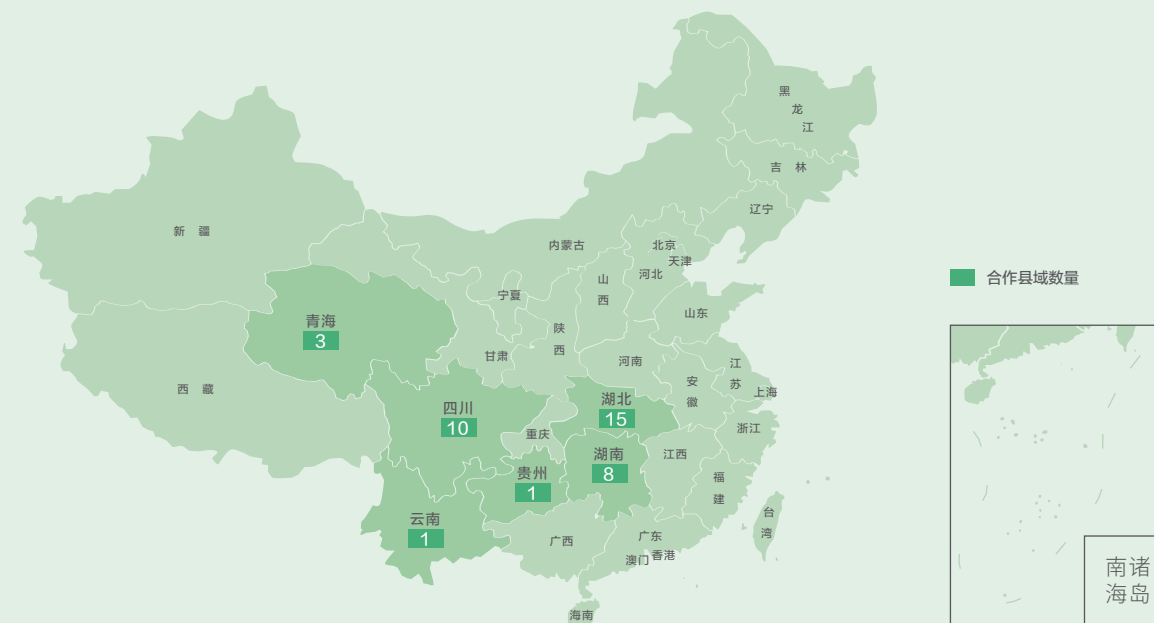 黑龙江
吉林
辽宁
新疆
内蒙古
北京
天津
河北
山西
宁夏
合作县域数量
山东
青海
3
陕西
甘肃
河南
江苏
安徽
上海
西藏
四川
10
湖北
15
重庆
浙江
湖南
8
江西
贵州
1
福建
云南
1
台湾
广西
广东
澳门
香港
海南
南诸
海岛